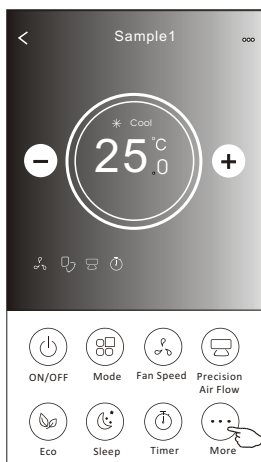 Sample1
Cool
25.0°C
ON/OFF
Mode
Fan Speed
Precision
Air Flow
Eco
Sleep
Timer
More